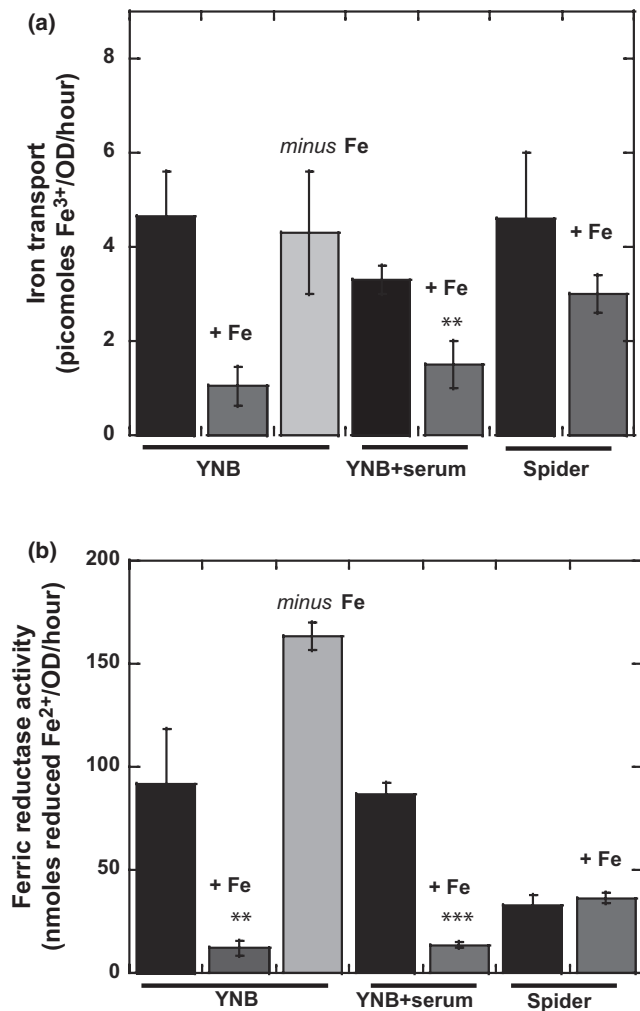 (a)
Iron transport
(picomoles Fe³⁺/OD/hour)
8
6
4
2
0
minus Fe
+ Fe
+ Fe
**
+ Fe
YNB
YNB+serum
Spider
(b)
Ferric reductase activity
(nmoles reduced Fe²⁺/OD/hour)
200
150
100
50
0
minus Fe
+ Fe
**
+ Fe
***
+ Fe
YNB
YNB+serum
Spider